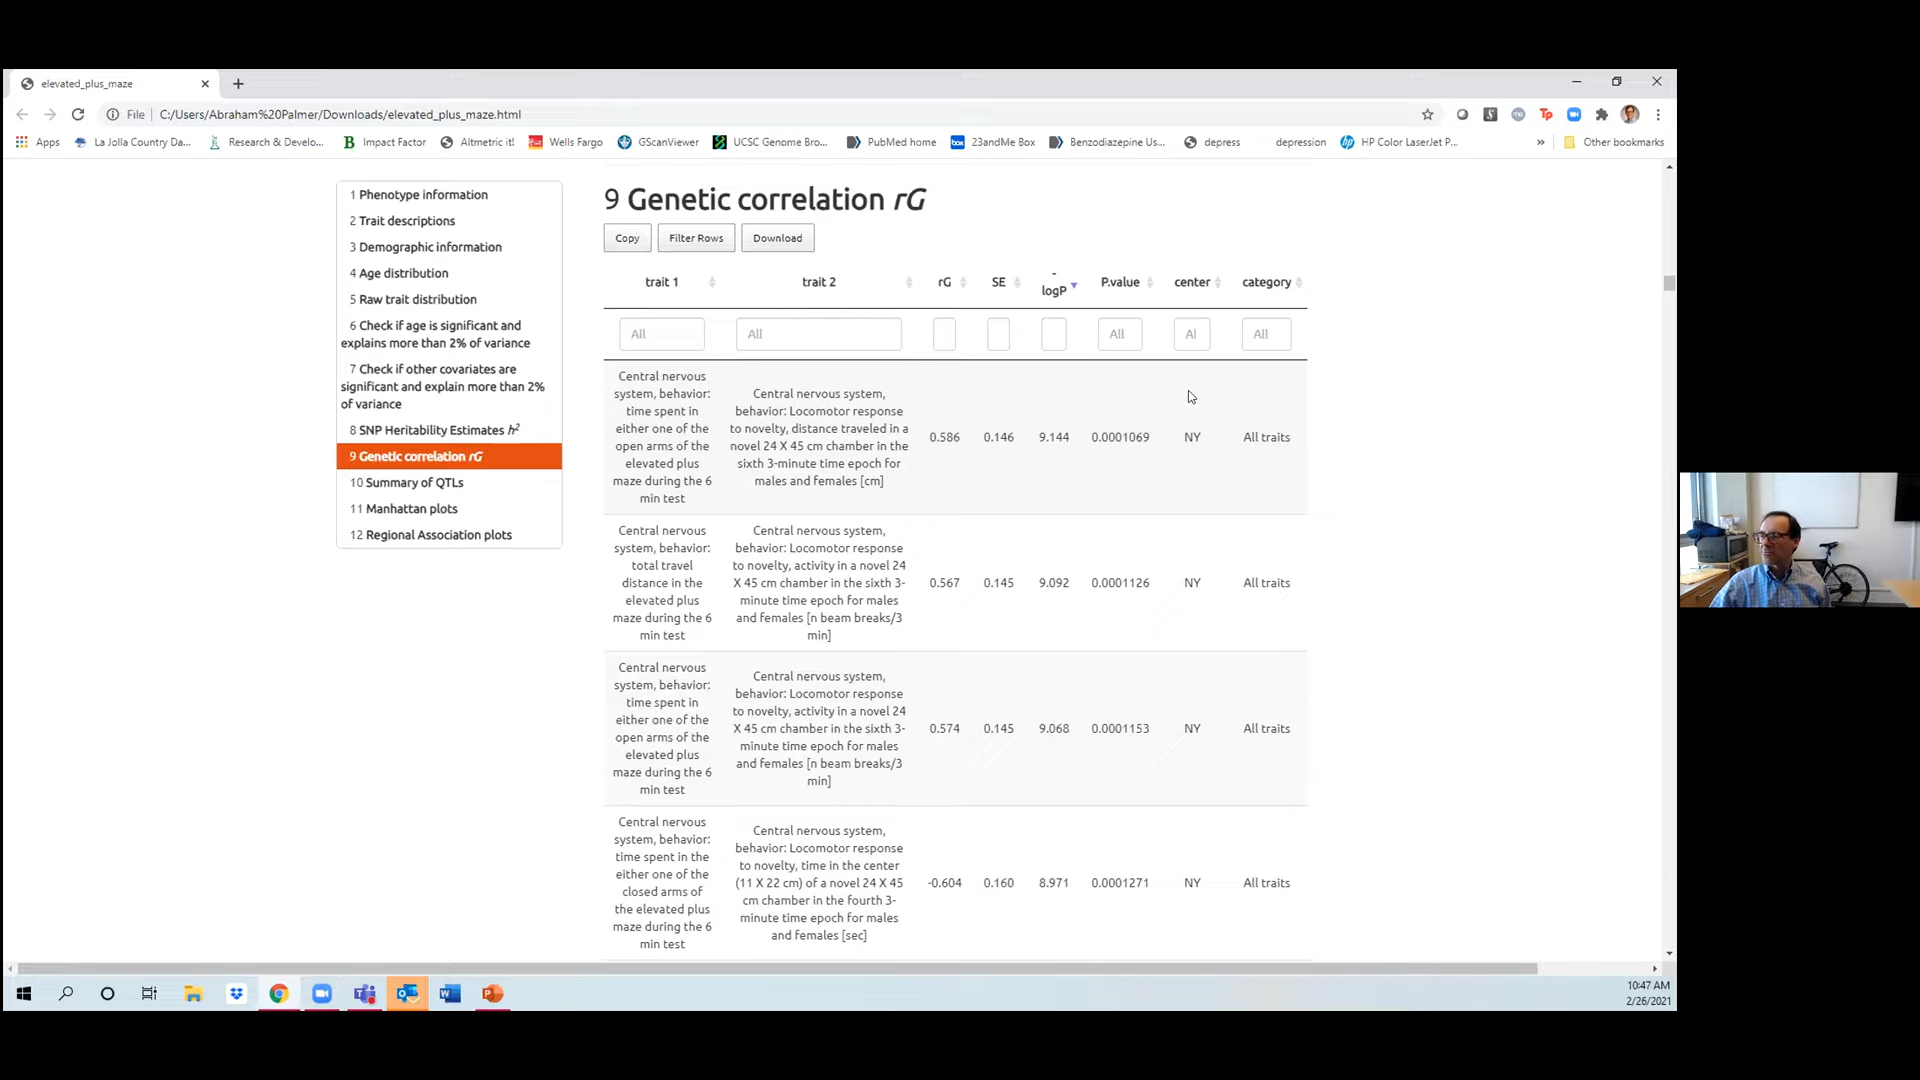 elevated_plus_maze
File C:/Users/Abraham%20Palmer/Downloads/elevated_plus_maze.html
Apps La Jolla Country Da... Research & Develo... Impact Factor Altmetric it! Wells Fargo GScanViewer UCSC Genome Bro... PubMed home 23andMe Box Benzodiazepine Us... depress depression HP Color LaserJet P... » Other bookmarks
1 Phenotype information
2 Trait descriptions
3 Demographic information
4 Age distribution
5 Raw trait distribution
6 Check if age is significant and
explains more than 2% of variance
7 Check if other covariates are
significant and explain more than 2%
of variance
8 SNP Heritability Estimates h²
9 Genetic correlation rG
10 Summary of QTLs
11 Manhattan plots
12 Regional Association plots
9 Genetic correlation rG
Copy Filter Rows Download
trait 1 trait 2 rG SE -logP P.value center category
All All All Al All
Central nervous
system, behavior:
time spent in
either one of the
open arms of the
elevated plus
maze during the 6
min test
Central nervous system,
behavior: Locomotor response
to novelty, distance traveled in a
novel 24 X 45 cm chamber in the
sixth 3-minute time epoch for
males and females [cm]
0.586 0.146 9.144 0.0001069 NY All traits
Central nervous
system, behavior:
total travel
distance in the
elevated plus
maze during the 6
min test
Central nervous system,
behavior: Locomotor response
to novelty, activity in a novel 24
X 45 cm chamber in the sixth 3-
minute time epoch for males
and females [n beam breaks/3
min]
0.567 0.145 9.092 0.0001126 NY All traits
Central nervous
system, behavior:
time spent in
either one of the
open arms of the
elevated plus
maze during the 6
min test
Central nervous system,
behavior: Locomotor response
to novelty, activity in a novel 24
X 45 cm chamber in the sixth 3-
minute time epoch for males
and females [n beam breaks/3
min]
0.574 0.145 9.068 0.0001153 NY All traits
Central nervous
system, behavior:
time spent in the
either one of the
closed arms of
the elevated plus
maze during the 6
min test
Central nervous system,
behavior: Locomotor response
to novelty, time in the center
(11 X 22 cm) of a novel 24 X 45
cm chamber in the fourth 3-
minute time epoch for males
and females [sec]
-0.604 0.160 8.971 0.0001271 NY All traits
10:47 AM
2/26/2021